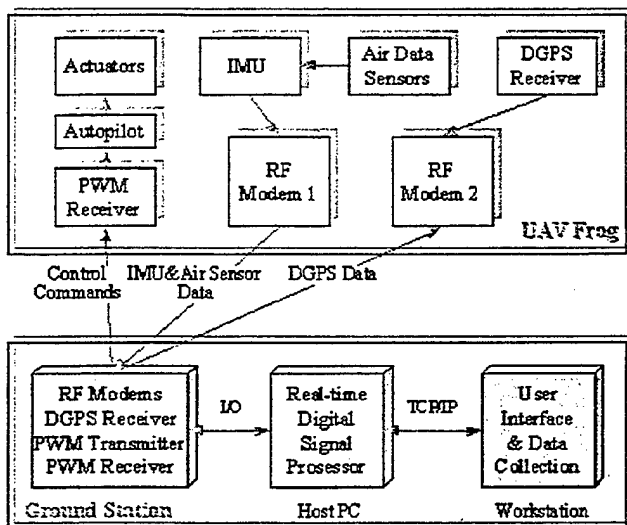 Actuators
IMU
Air Data
Sensors
DGPS
Receiver
Autopilot
PWM
Receiver
RF
Modem 1
RF
Modem 2
UAV Frog
Control
Commands
IMU&Air Sensor
Data
DGPS Data
RF Modems
DGPS Receiver
PWM Transmitter
PWM Receiver
I/O
Real-time
Digital
Signal
Prosessor
TCP/IP
User
Interface
& Data
Collection
Ground Station
Host PC
Workstation